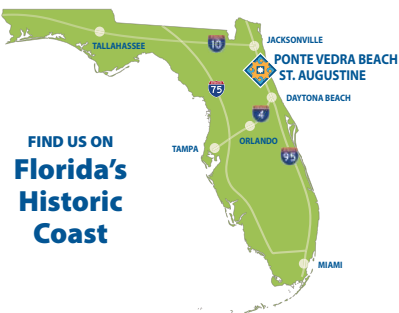 JACKSONVILLE
TALLAHASSEE
10
PONTE VEDRA BEACH
ST. AUGUSTINE
75
DAYTONA BEACH
4
FIND US ON
Florida's
Historic
Coast
ORLANDO
TAMPA
95
MIAMI